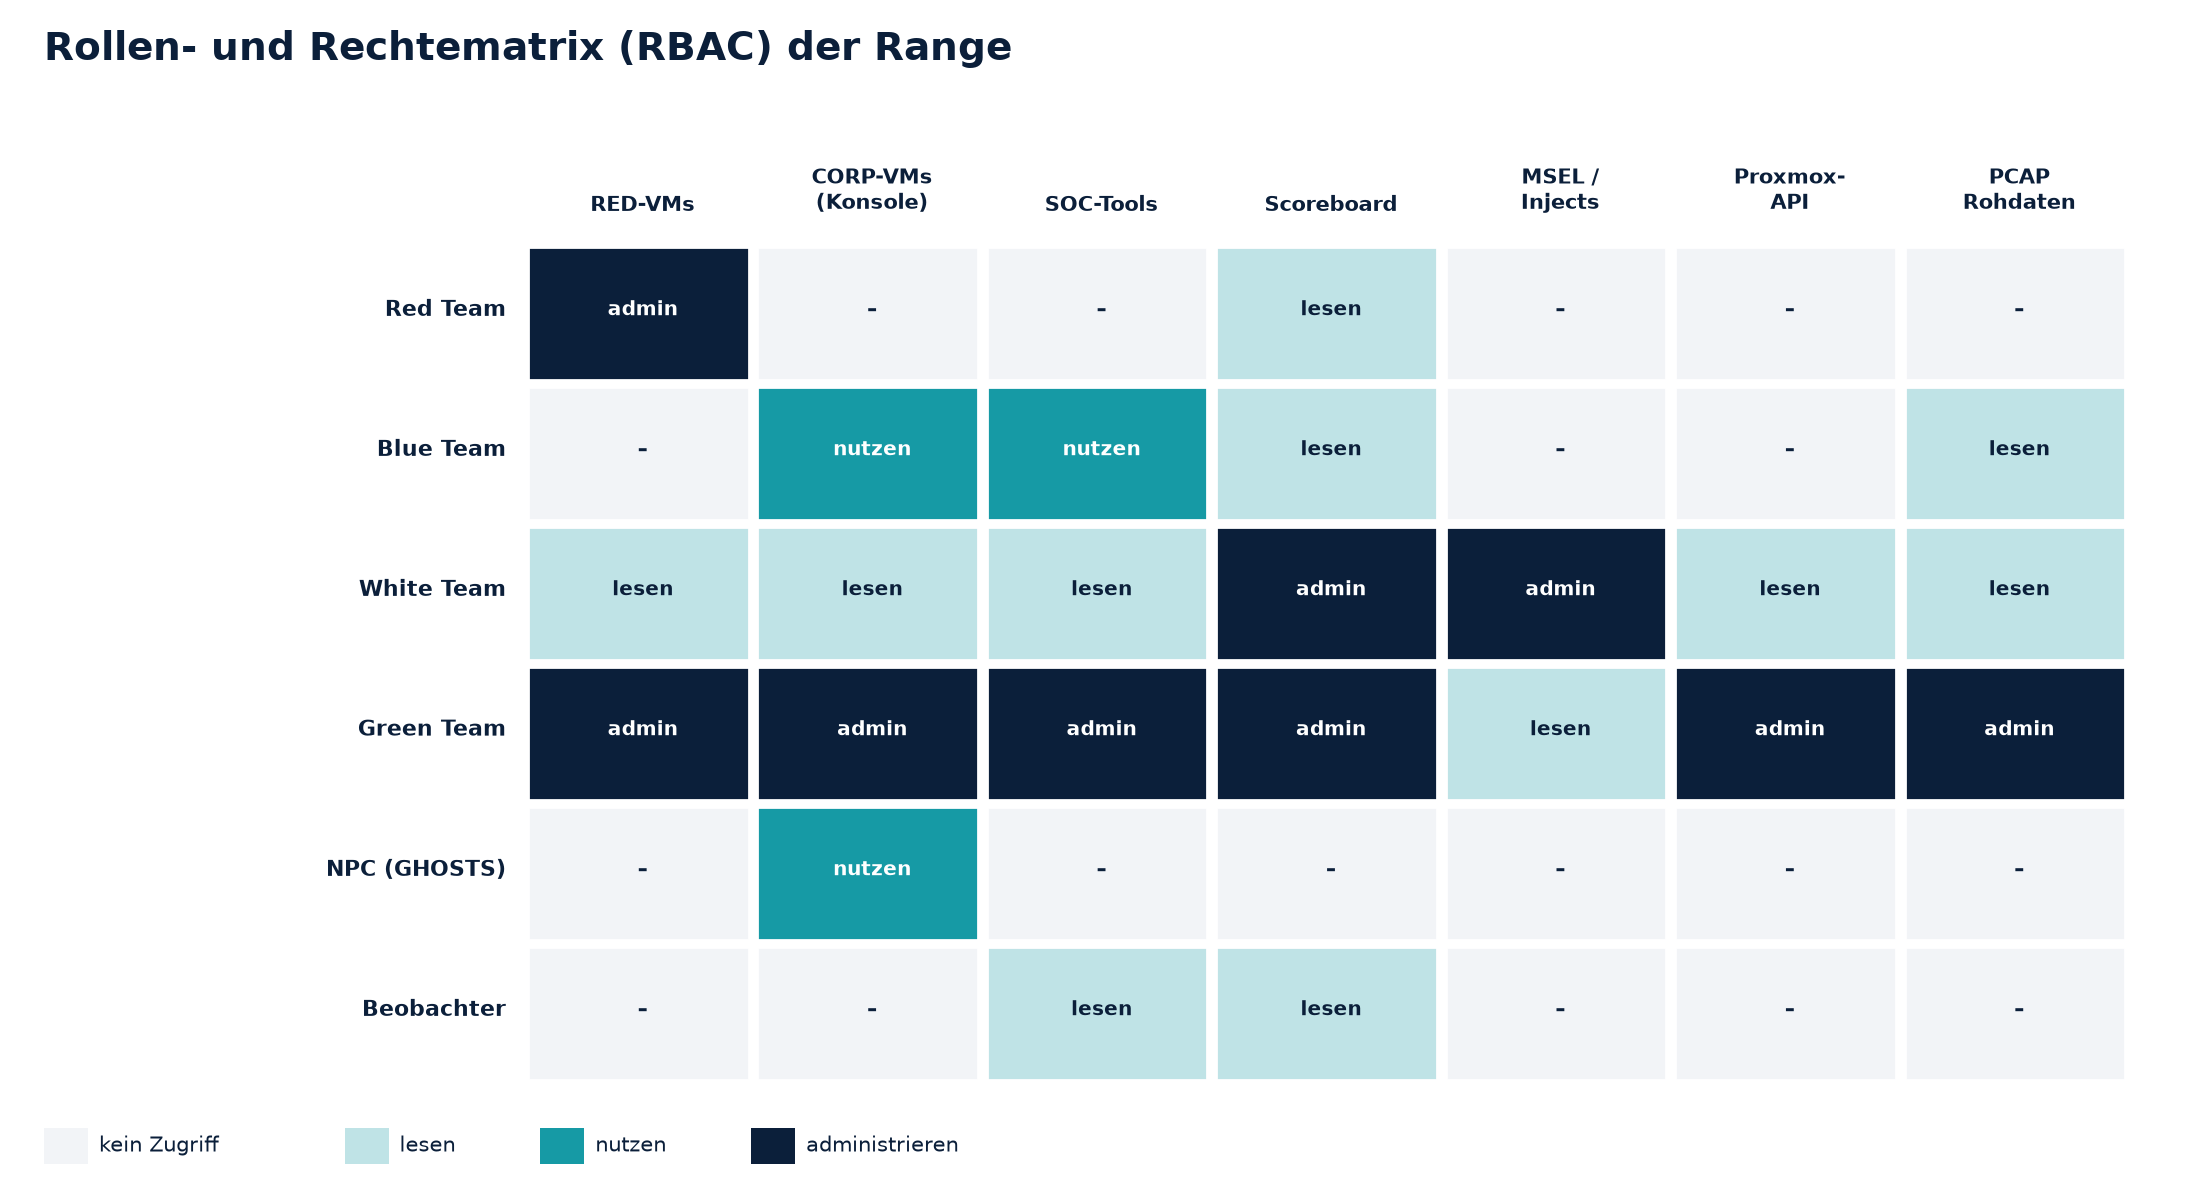 Rollen- und Rechtematrix (RBAC) der Range
RED-VMs
CORP-VMs
(Konsole)
SOC-Tools
Scoreboard
MSEL /
Injects
Proxmox-
API
PCAP
Rohdaten
Red Team admin - - lesen - - -
Blue Team - nutzen nutzen lesen - - lesen
White Team lesen lesen lesen admin admin lesen lesen
Green Team admin admin admin admin lesen admin admin
NPC (GHOSTS) - nutzen - - - - -
Beobachter - - lesen lesen - - -
kein Zugriff lesen nutzen administrieren